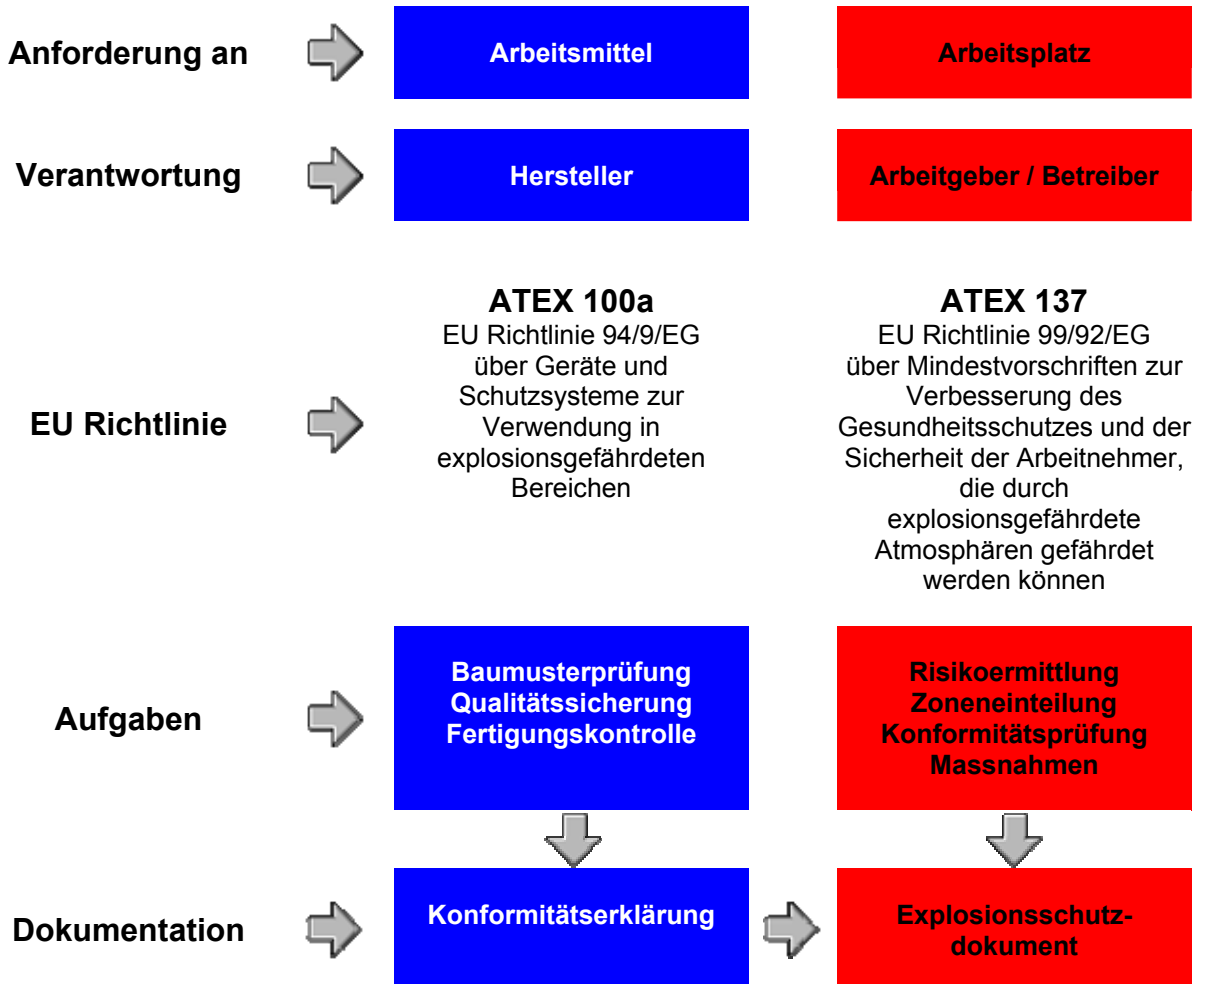 Anforderung an
Arbeitsmittel
Arbeitsplatz
Verantwortung
Hersteller
Arbeitgeber / Betreiber
EU Richtlinie
ATEX 100a
EU Richtlinie 94/9/EG
über Geräte und
Schutzsysteme zur
Verwendung in
explosionsgefährdeten
Bereichen
ATEX 137
EU Richtlinie 99/92/EG
über Mindestvorschriften zur
Verbesserung des
Gesundheitsschutzes und der
Sicherheit der Arbeitnehmer,
die durch
explosionsgefährdete
Atmosphären gefährdet
werden können
Aufgaben
Baumusterprüfung
Qualitätssicherung
Fertigungskontrolle
Risikoermittlung
Zoneneinteilung
Konformitätsprüfung
Massnahmen
Dokumentation
Konformitätserklärung
Explosionsschutz-
dokument